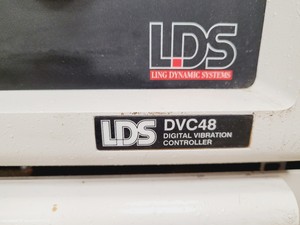 LDS
LING DYNAMIC SYSTEMS
LDS DVC48
DIGITAL VIBRATION
CONTROLLER